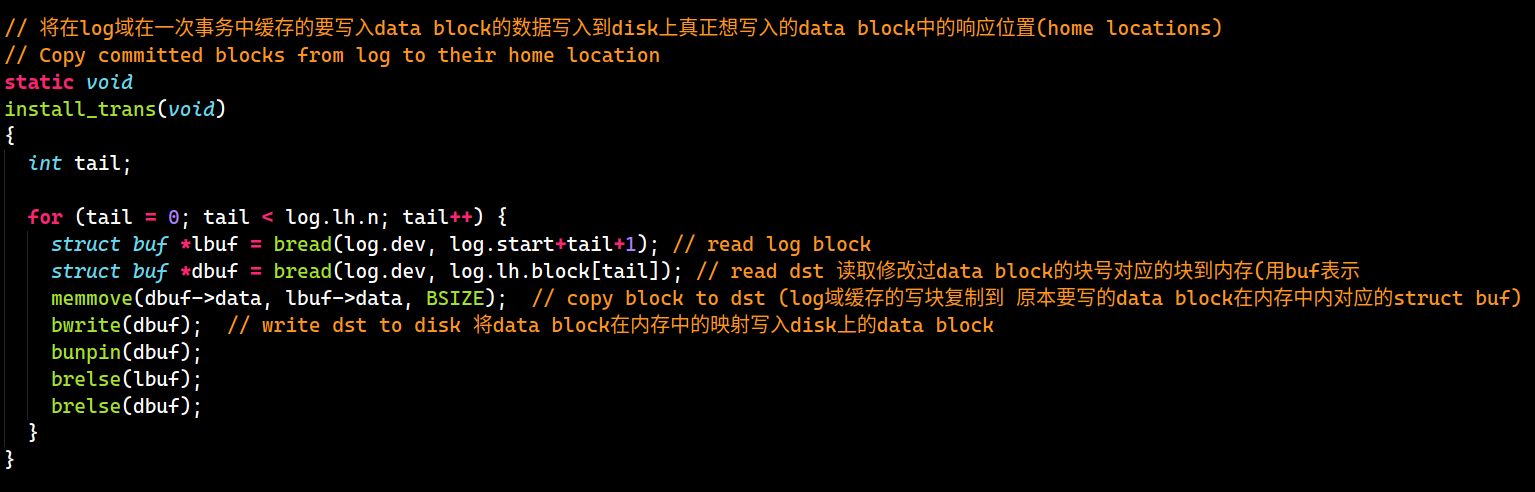 // 将在log域在一次事务中缓存的要写入data block的数据写入到disk上真正想写入的data block中的响应位置(home locations)
// Copy committed blocks from log to their home location
static void
install_trans(void)
{
  int tail;

  for (tail = 0; tail < log.lh.n; tail++) {
    struct buf *lbuf = bread(log.dev, log.start+tail+1); // read log block
    struct buf *dbuf = bread(log.dev, log.lh.block[tail]); // read dst 读取修改过data block的块号对应的块到内存(用buf表示
    memmove(dbuf->data, lbuf->data, BSIZE);  // copy block to dst (log域缓存的写块复制到 原本要写的data block在内存中内对应的struct buf)
    bwrite(dbuf);  // write dst to disk 将data block在内存中的映射写入disk上的data block
    bunpin(dbuf);
    brelse(lbuf);
    brelse(dbuf);
  }
}